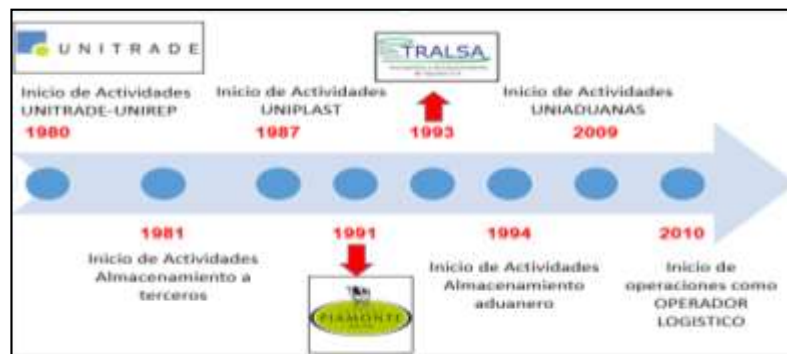 UNITRADE
TRALSA
Inicio de Actividades
UNITRADE-UNIREP
1980
Inicio de Actividades
UNIPLAST
1987
1993
Inicio de Actividades
UNIADUANAS
2009
1981
Inicio de Actividades
Almacenamiento a
terceros
1991
PIAMONTE
1994
Inicio de Actividades
Almacenamiento
aduanero
2010
Inicio de
operaciones como
OPERADOR
LOGISTICO